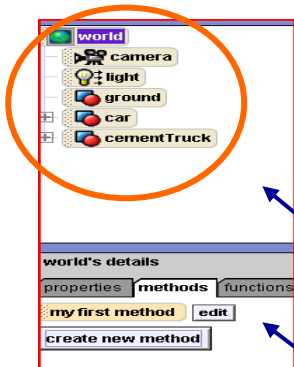 world
camera
light
ground
car
cementTruck
world's details
properties methods functions
my first method edit
create new method